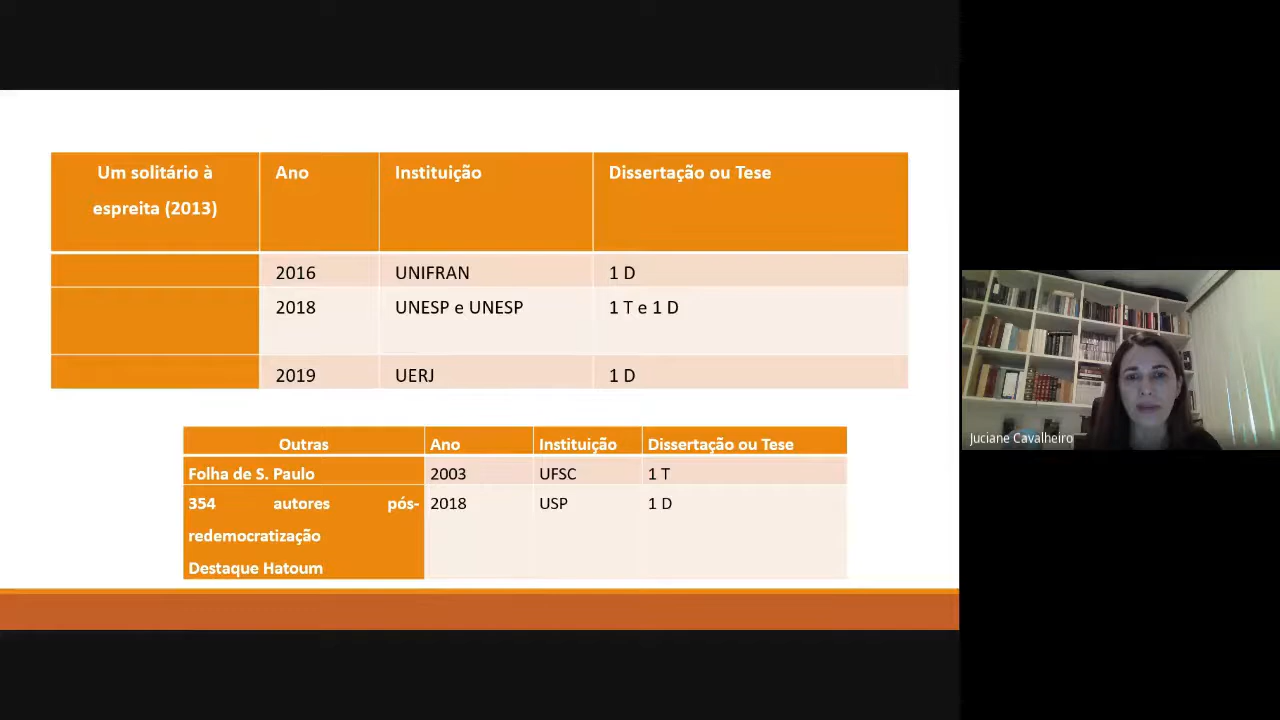 Um solitário à
espreita (2013)
Ano
Instituição
Dissertação ou Tese
2016 UNIFRAN 1 D
2018 UNESP e UNESP 1 T e 1 D
2019 UERJ 1 D
Outras Ano Instituição Dissertação ou Tese
Folha de S. Paulo 2003 UFSC 1 T
354 autores pós- 2018 USP 1 D
redemocratização
Destaque Hatoum
Juciane Cavalheiro